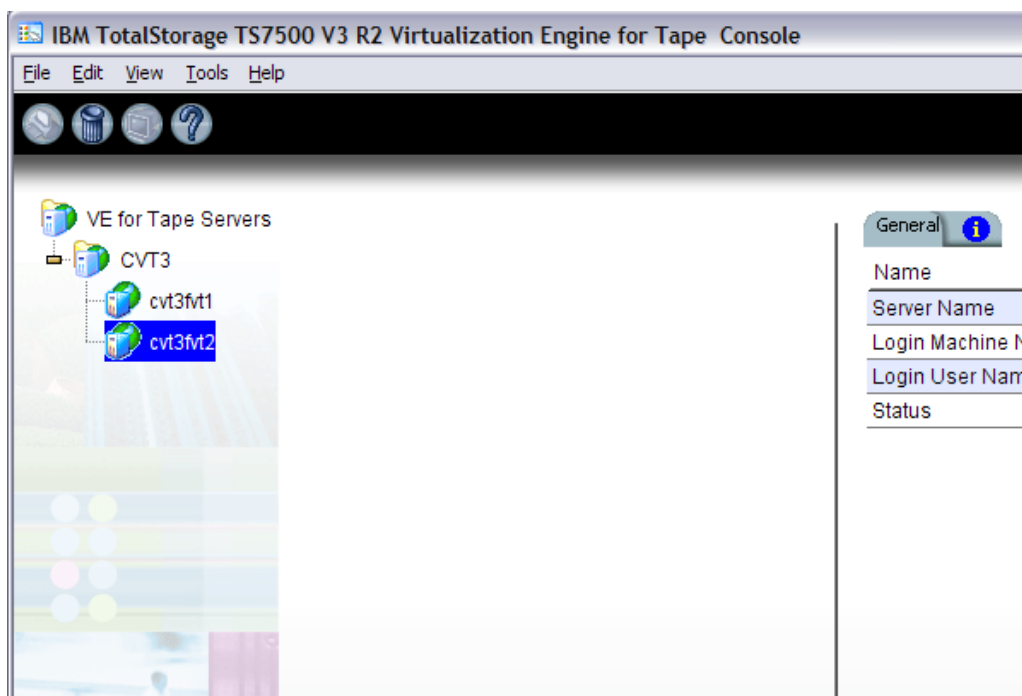 IBM TotalStorage TS7500 V3 R2 Virtualization Engine for Tape Console
File Edit View Tools Help
VE for Tape Servers
CVT3
cvt3fvt1
cvt3fvt2
General
Name
Server Name
Login Machine N
Login User Nam
Status